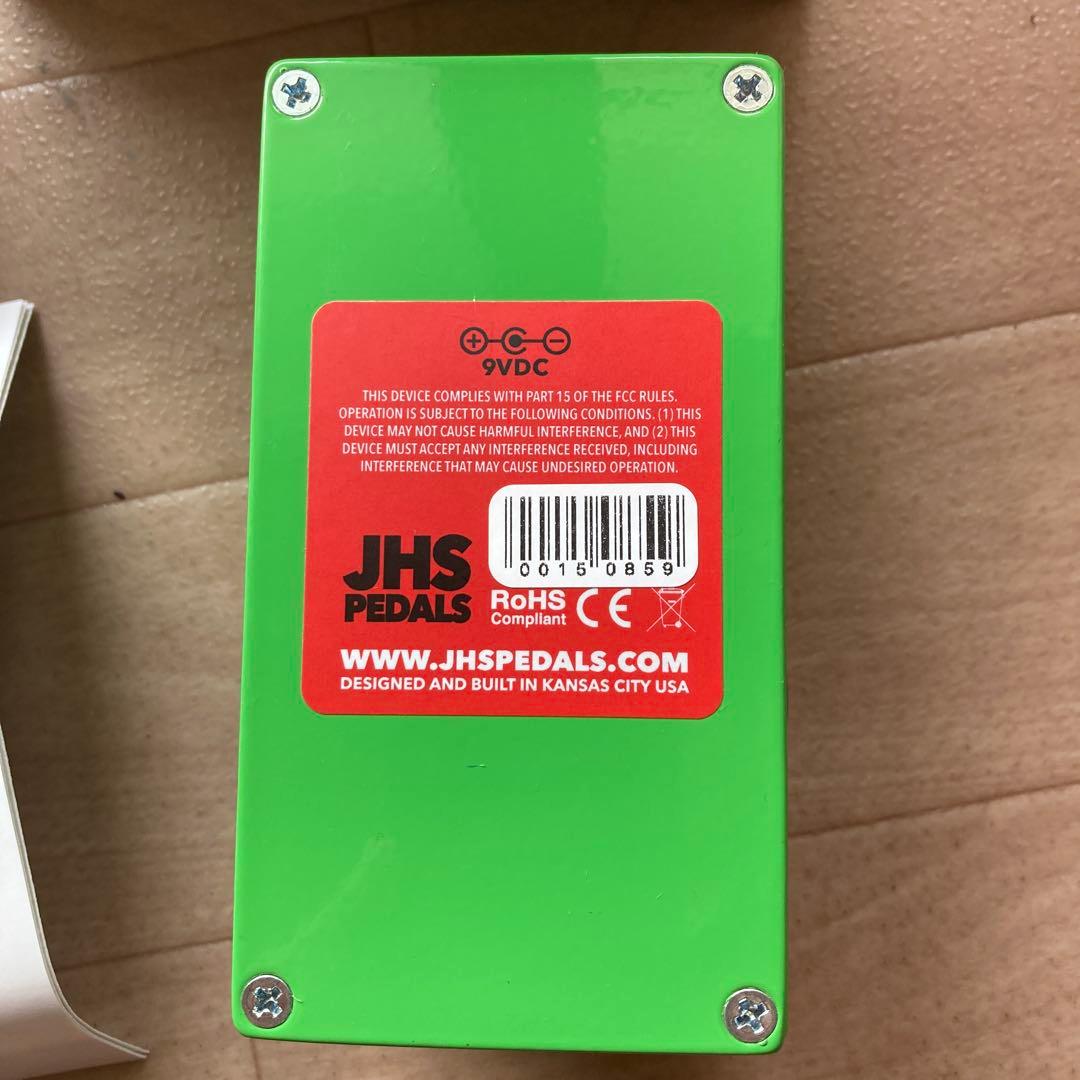 9VDC
THIS DEVICE COMPLIES WITH PART 15 OF THE FCC RULES.
OPERATION IS SUBJECT TO THE FOLLOWING CONDITIONS. (1) THIS
DEVICE MAY NOT CAUSE HARMFUL INTERFERENCE, AND (2) THIS
DEVICE MUST ACCEPT ANY INTERFERENCE RECEIVED, INCLUDING
INTERFERENCE THAT MAY CAUSE UNDESIRED OPERATION.
00150859
JHS
PEDALS
RoHS
Compliant
CE
WWW.JHSPEDALS.COM
DESIGNED AND BUILT IN KANSAS CITY USA